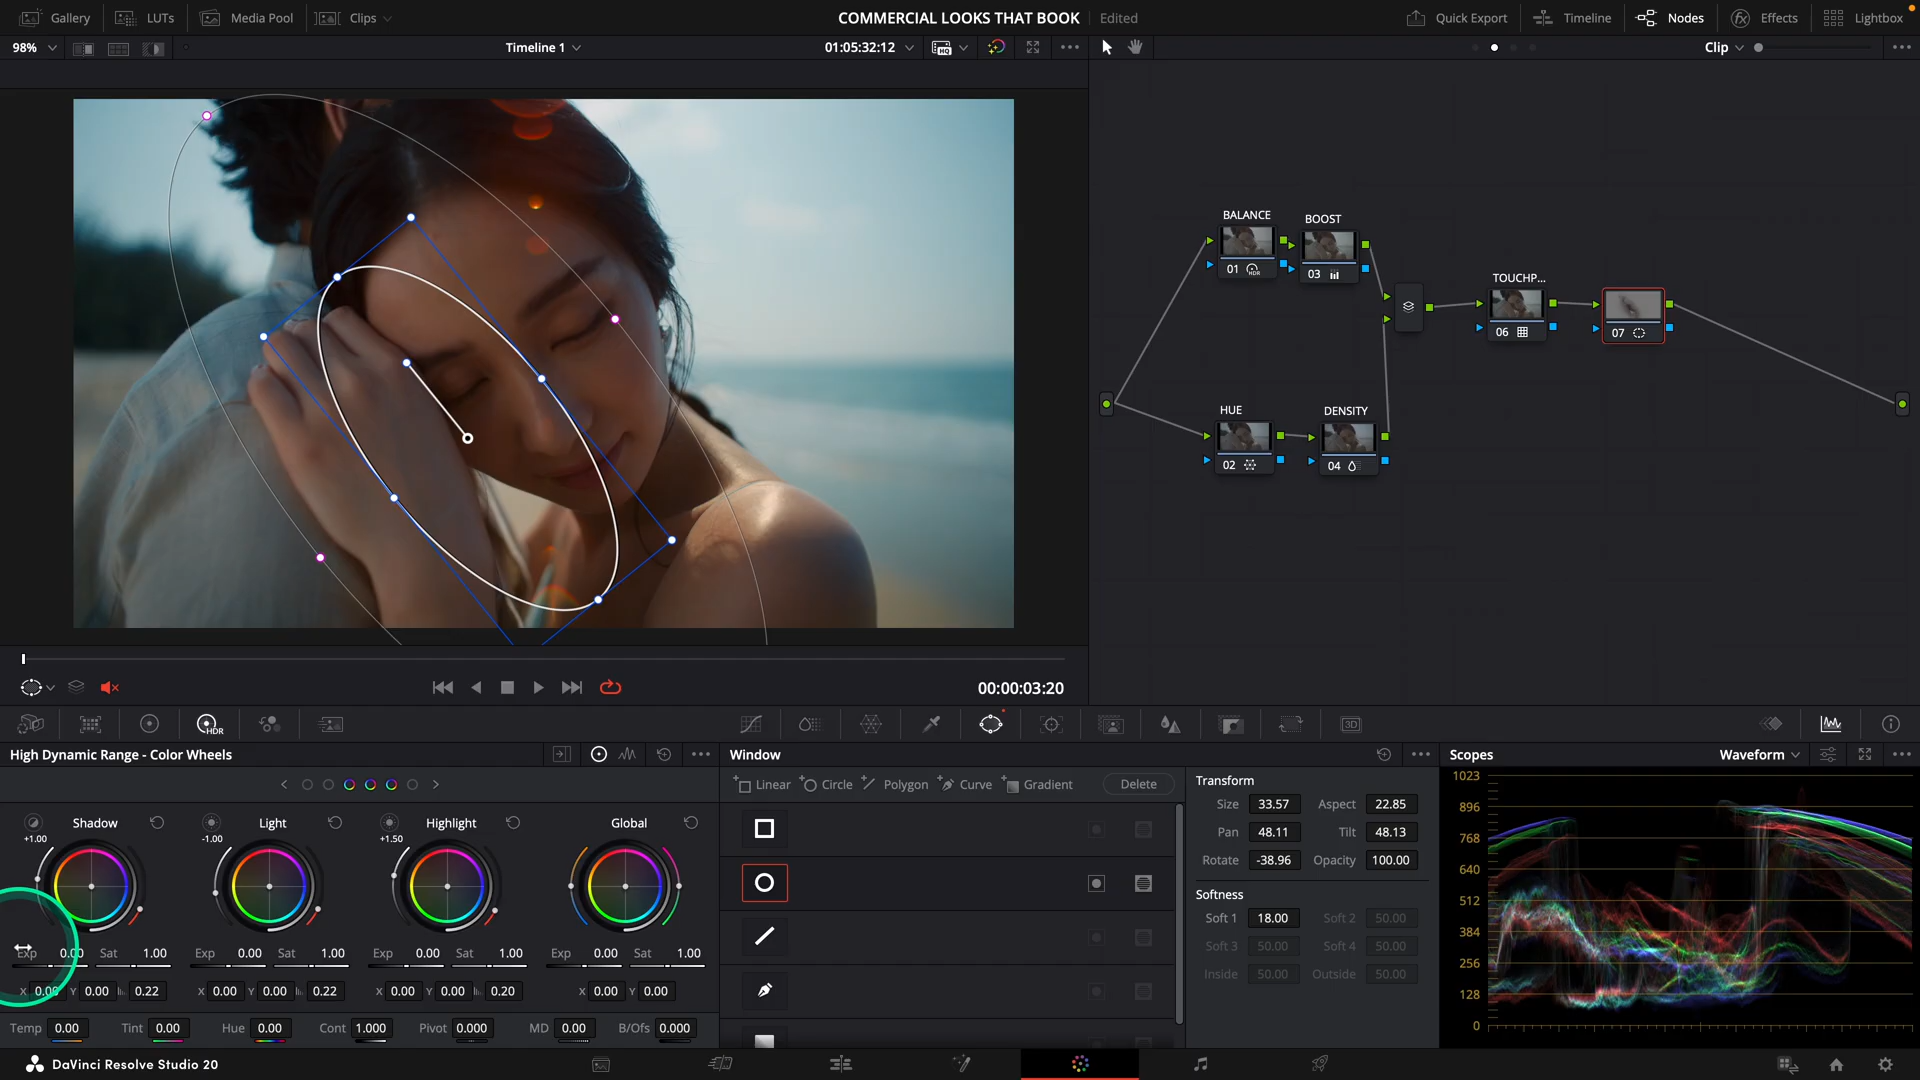 Gallery LUTs Media Pool Clips COMMERCIAL LOOKS THAT BOOK Edited Quick Export Timeline Nodes Effects Lightbox
98% Timeline 1 01:05:32:12 HQ Clip
BALANCE BOOST
01 HDR 03
TOUCHP...
06 07
HUE DENSITY
02 04
00:00:03:20
HDR 3D
High Dynamic Range - Color Wheels Window Scopes Waveform
Linear Circle Polygon Curve Gradient Delete
Shadow Light Highlight Global
+1.00 -1.00 +1.50
Exp 0.00 Sat 1.00 Exp 0.00 Sat 1.00 Exp 0.00 Sat 1.00 Exp 0.00 Sat 1.00
X 0.00 Y 0.00 0.22 X 0.00 Y 0.00 0.22 X 0.00 Y 0.00 0.20 X 0.00 Y 0.00
Temp 0.00 Tint 0.00 Hue 0.00 Cont 1.000 Pivot 0.000 MD 0.00 B/Ofs 0.000
Transform
Size 33.57 Aspect 22.85
Pan 48.11 Tilt 48.13
Rotate -38.96 Opacity 100.00
Softness
Soft 1 18.00 Soft 2 50.00
Soft 3 50.00 Soft 4 50.00
Inside 50.00 Outside 50.00
1023
896
768
640
512
384
256
128
0
DaVinci Resolve Studio 20